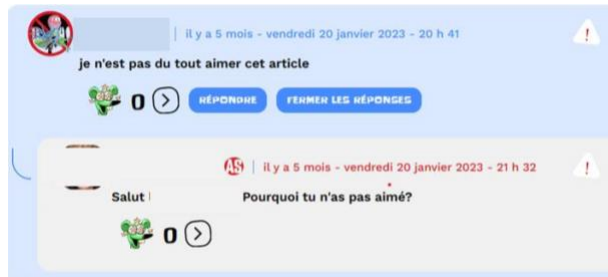 il y a 5 mois - vendredi 20 janvier 2023 - 20 h 41
je n'est pas du tout aimer cet article
0 RÉPONDRE FERMER LES RÉPONSES
AS il y a 5 mois - vendredi 20 janvier 2023 - 21 h 32
Salut Pourquoi tu n'as pas aimé?
0